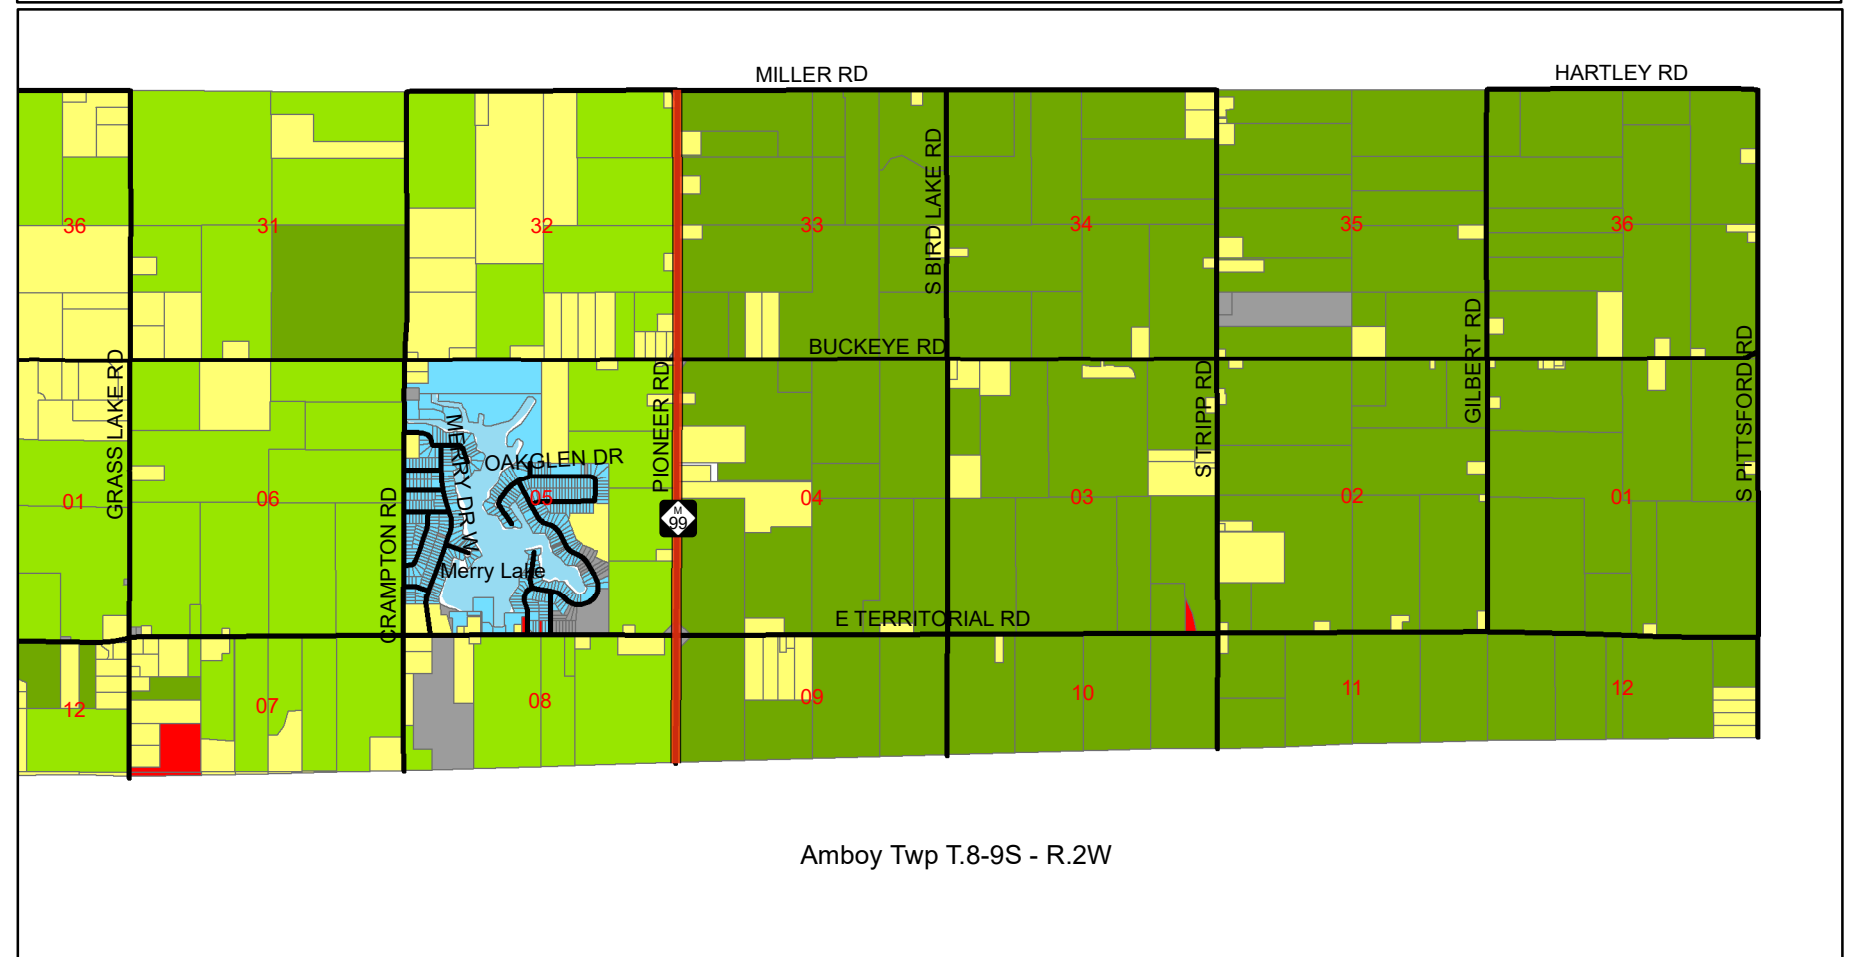 MILLER RD
HARTLEY RD
S BIRD LAKE RD
36
31
32
33
34
35
36
BUCKEYE RD
GRASS LAKE RD
PIONEER RD
S TRIPP RD
GILBERT RD
S PITTSFORD RD
MERRY DR W
OAKGLEN DR
01
06
05
04
03
02
01
M
99
CRAMPTON RD
Merry Lake
E TERRITORIAL RD
12
07
08
09
10
11
12
Amboy Twp T.8-9S - R.2W